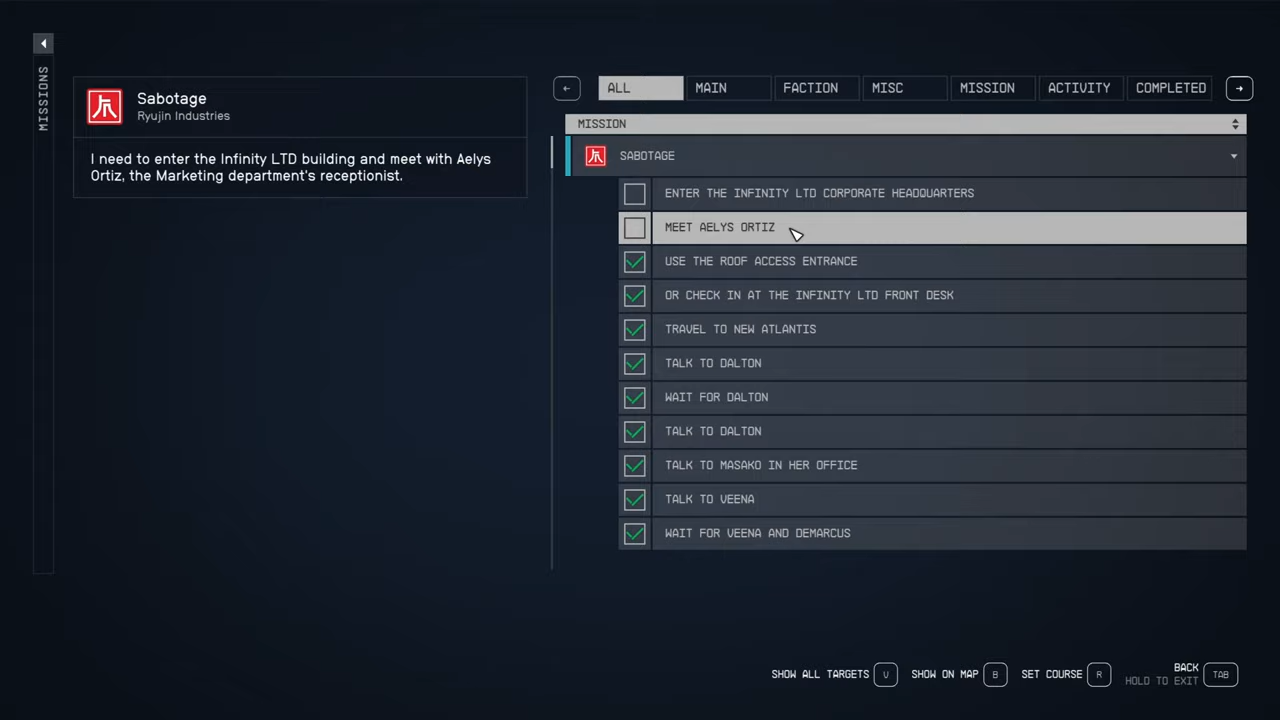 MISSIONS
Sabotage
Ryujin Industries
I need to enter the Infinity LTD building and meet with Aelys
Ortiz, the Marketing department's receptionist.
ALL
MAIN
FACTION
MISC
MISSION
ACTIVITY
COMPLETED
MISSION
SABOTAGE
ENTER THE INFINITY LTD CORPORATE HEADQUARTERS
MEET AELYS ORTIZ
USE THE ROOF ACCESS ENTRANCE
OR CHECK IN AT THE INFINITY LTD FRONT DESK
TRAVEL TO NEW ATLANTIS
TALK TO DALTON
WAIT FOR DALTON
TALK TO DALTON
TALK TO MASAKO IN HER OFFICE
TALK TO VEENA
WAIT FOR VEENA AND DEMARCUS
SHOW ALL TARGETS V
SHOW ON MAP B
SET COURSE R
BACK
HOLD TO EXIT
TAB